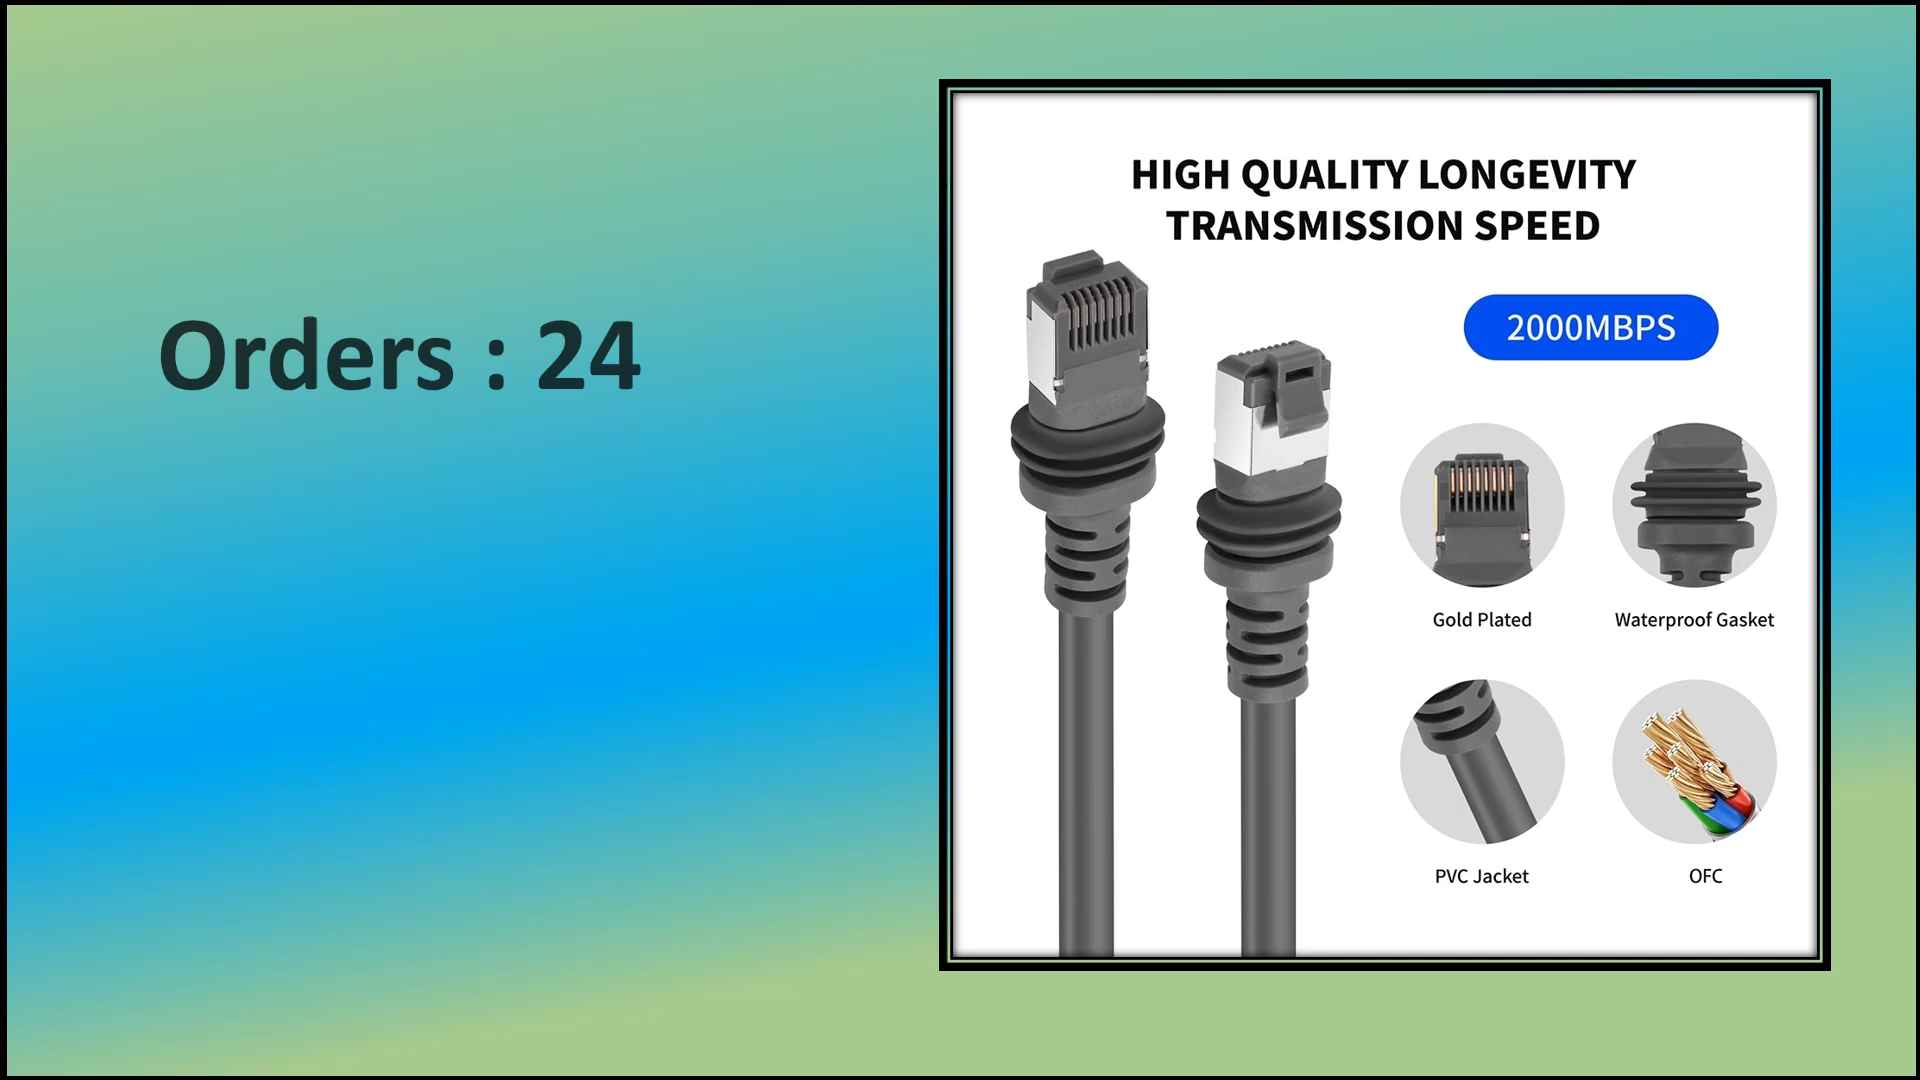 Orders : 24
HIGH QUALITY LONGEVITY
TRANSMISSION SPEED
2000MBPS
Gold Plated
Waterproof Gasket
PVC Jacket
OFC